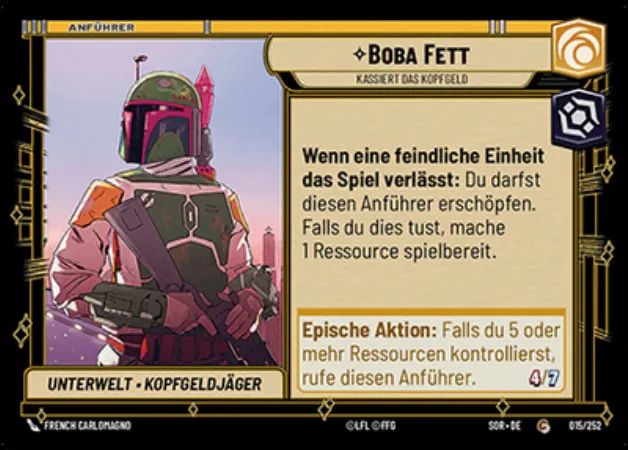 ANFÜHRER
BOBA FETT
KASSIERT DAS KOPFGELD
Wenn eine feindliche Einheit
das Spiel verlässt: Du darfst
diesen Anführer erschöpfen.
Falls du dies tust, mache
1 Ressource spielbereit.
Epische Aktion: Falls du 5 oder
mehr Ressourcen kontrollierst,
rufe diesen Anführer.
4/7
UNTERWELT • KOPFGELDJÄGER
FRENCH CARLOMAGNO
©LFL ©FFG
SOR • DE
C
015/252